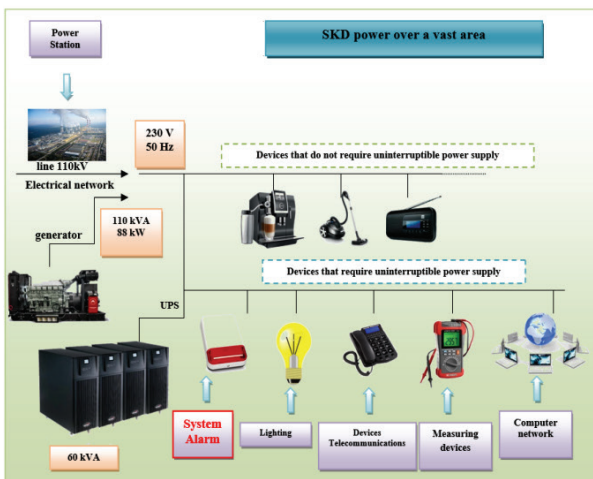 Power
Station
SKD power over a vast area
230 V
50 Hz
line 110kV
Electrical network
Devices that do not require uninterruptible power supply
generator
110 kVA
88 kW
Devices that require uninterruptible power supply
UPS
System
Alarm
Lighting
Devices
Telecommunications
Measuring
devices
Computer
network
60 kVA